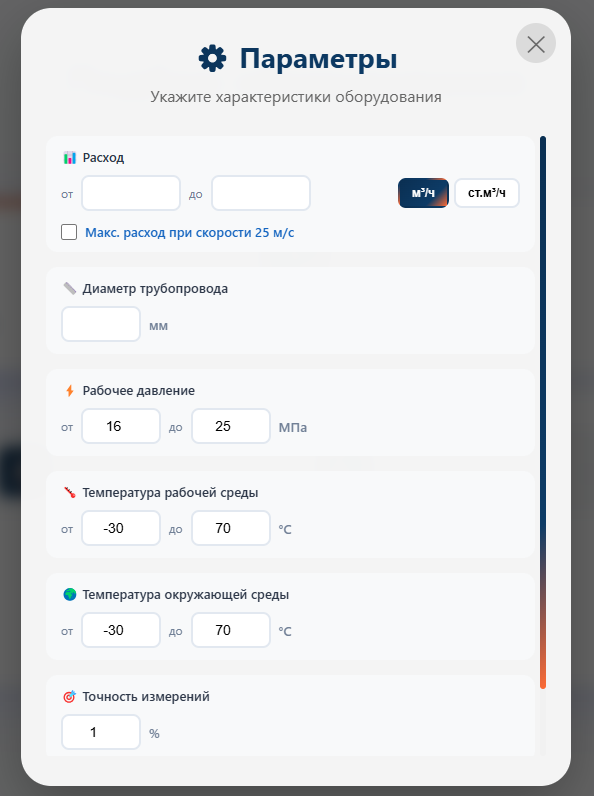 Параметры
Укажите характеристики оборудования
Расход
от до м³/ч ст.м³/ч
Макс. расход при скорости 25 м/с
Диаметр трубопровода
мм
Рабочее давление
от 16 до 25 МПа
Температура рабочей среды
от -30 до 70 °C
Температура окружающей среды
от -30 до 70 °C
Точность измерений
1 %